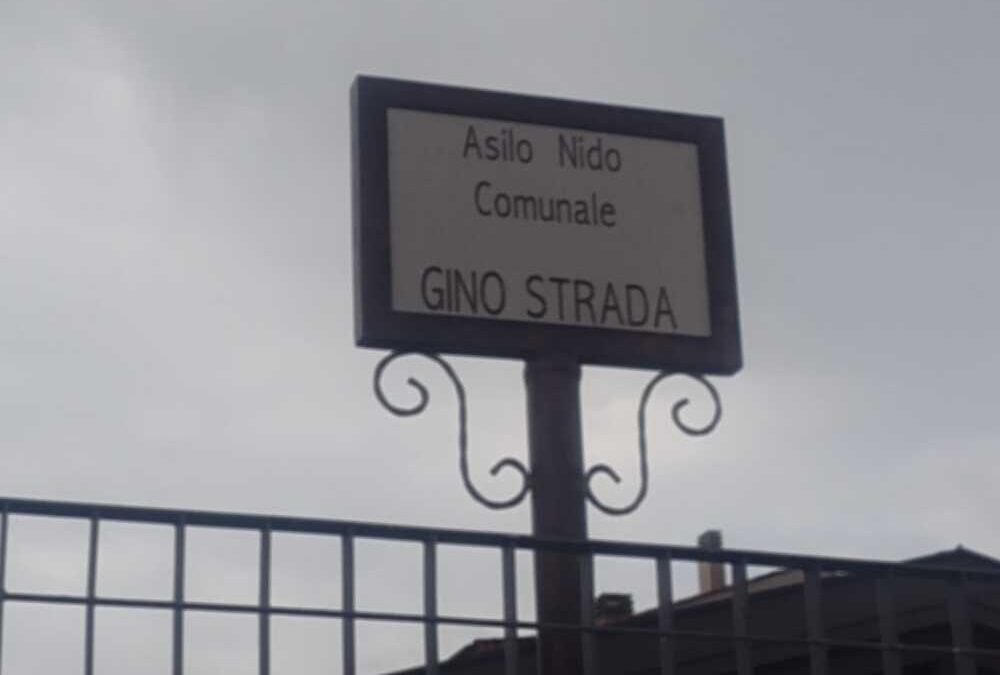 Asilo Nido
Comunale
GINO STRADA